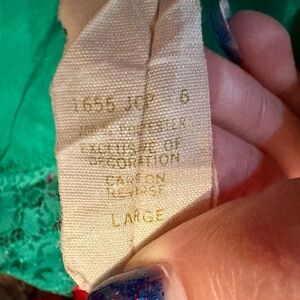 1655 JCP 6
100% POLYESTER
EXCLUSIVE OF
DECORATION
CARE ON
REVERSE
LARGE